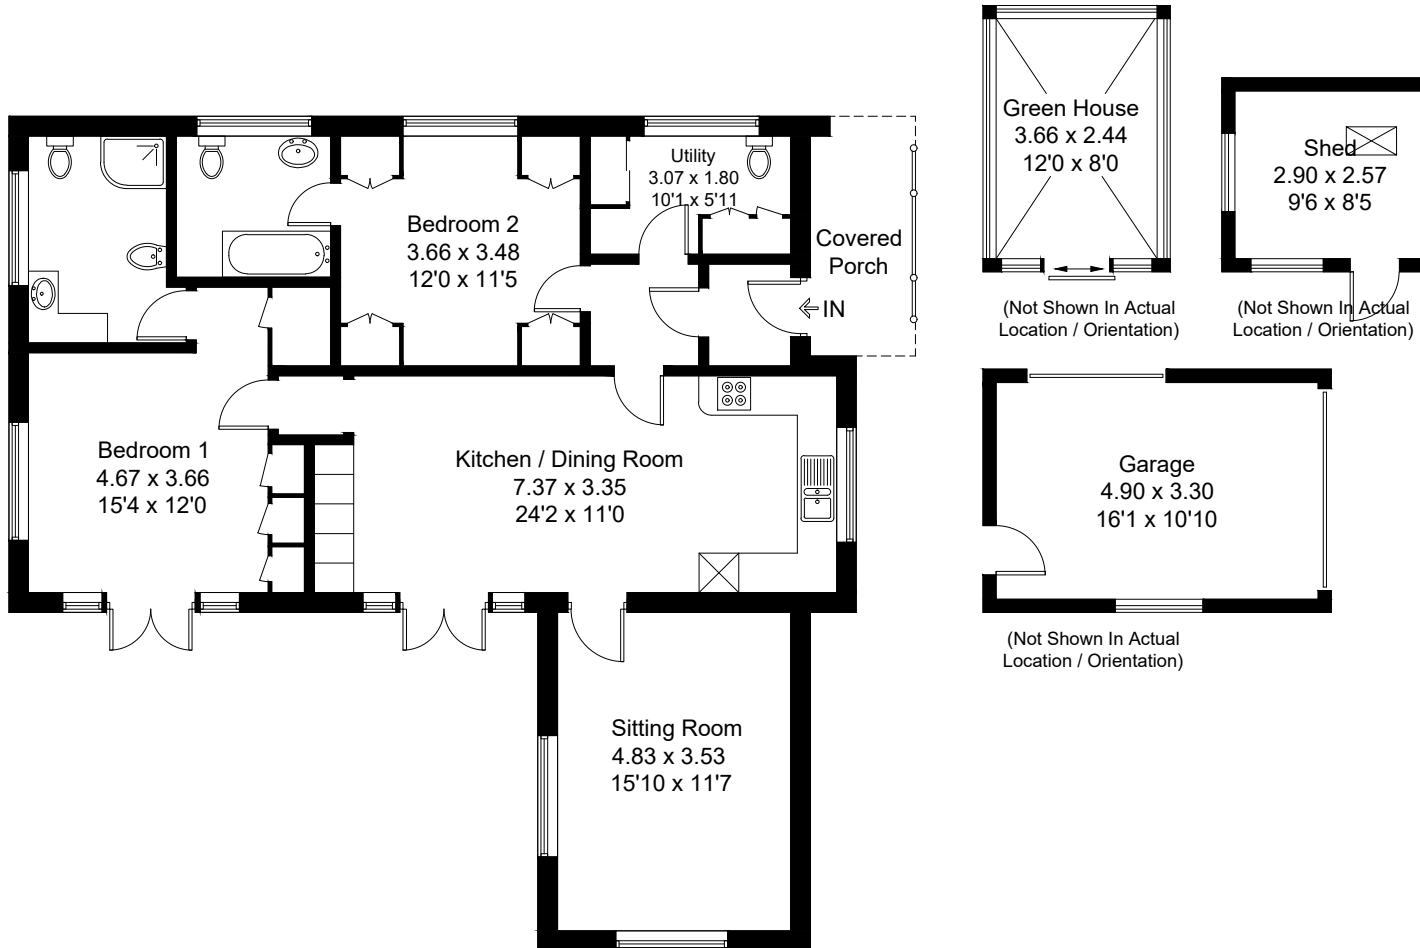 Green House
3.66 x 2.44
12'0 x 8'0
(Not Shown In Actual
Location / Orientation)
Shed
2.90 x 2.57
9'6 x 8'5
(Not Shown In Actual
Location / Orientation)
Utility
3.07 x 1.80
10'1 x 5'11
Bedroom 2
3.66 x 3.48
12'0 x 11'5
Covered
Porch
IN
Bedroom 1
4.67 x 3.66
15'4 x 12'0
Kitchen / Dining Room
7.37 x 3.35
24'2 x 11'0
Garage
4.90 x 3.30
16'1 x 10'10
(Not Shown In Actual
Location / Orientation)
Sitting Room
4.83 x 3.53
15'10 x 11'7